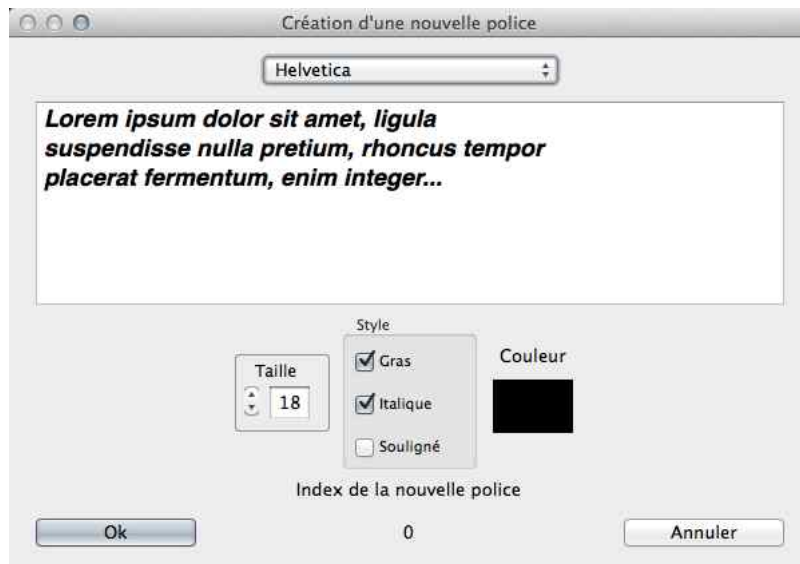 Création d'une nouvelle police
Helvetica
Lorem ipsum dolor sit amet, ligula
suspendisse nulla pretium, rhoncus tempor
placerat fermentum, enim integer...
Style
Taille
18
Gras
Italique
Souligné
Couleur
Index de la nouvelle police
Ok
0
Annuler